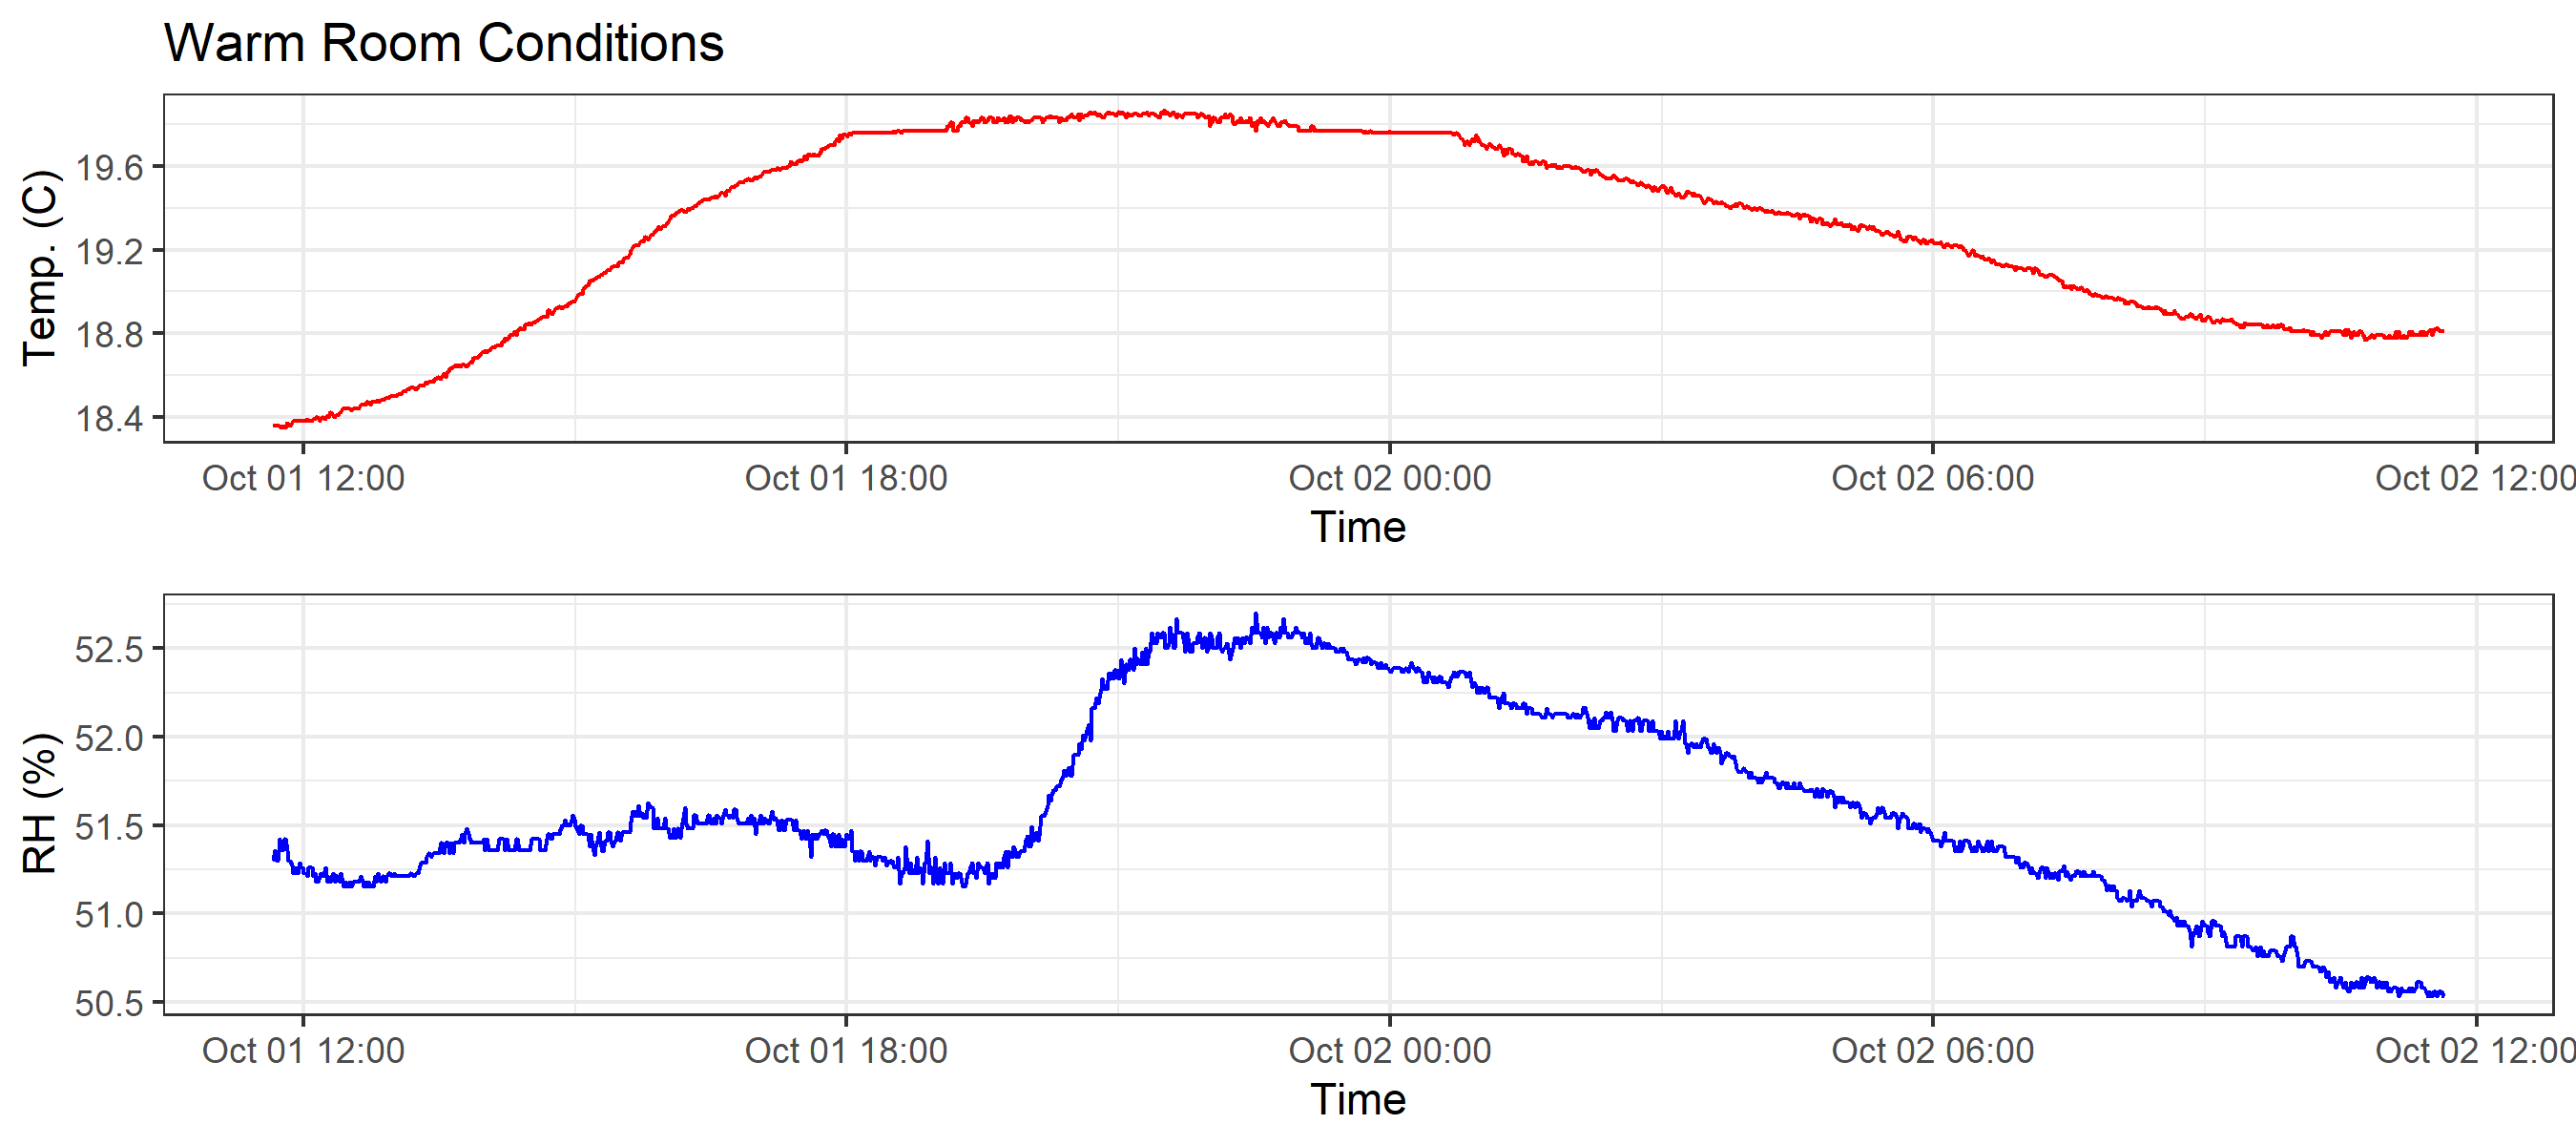 Warm Room Conditions
Temp. (C)
19.6
19.2
18.8
18.4
Oct 01 12:00 Oct 01 18:00 Oct 02 00:00 Oct 02 06:00 Oct 02 12:00
Time
RH (%)
52.5
52.0
51.5
51.0
50.5
Oct 01 12:00 Oct 01 18:00 Oct 02 00:00 Oct 02 06:00 Oct 02 12:00
Time